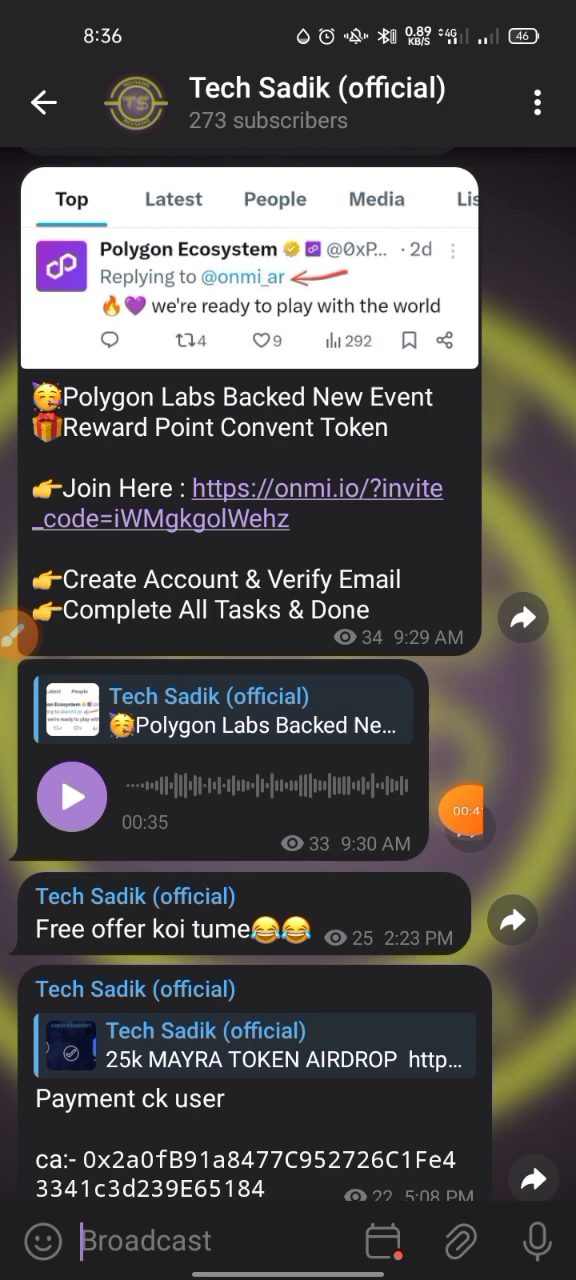 8:36
0.89
KB/S
4G
46
TS
Tech Sadik (official)
273 subscribers
Top
Latest
People
Media
Lis
Polygon Ecosystem @0xP... · 2d
Replying to @onmi_ar
🔥💜 we're ready to play with the world
4
9
292
🥳Polygon Labs Backed New Event
🎁Reward Point Convent Token
👉Join Here : https://onmi.io/?invite
_code=iWMgkgolWehz
👉Create Account & Verify Email
👉Complete All Tasks & Done
34 9:29 AM
Tech Sadik (official)
🥳Polygon Labs Backed Ne...
00:35
33 9:30 AM
00:4
Tech Sadik (official)
Free offer koi tume😂😂
25 2:23 PM
Tech Sadik (official)
Tech Sadik (official)
25k MAYRA TOKEN AIRDROP http...
Payment ck user
ca:- 0x2a0fB91a8477C952726C1Fe4
3341c3d239E65184
22 5:08 PM
Broadcast